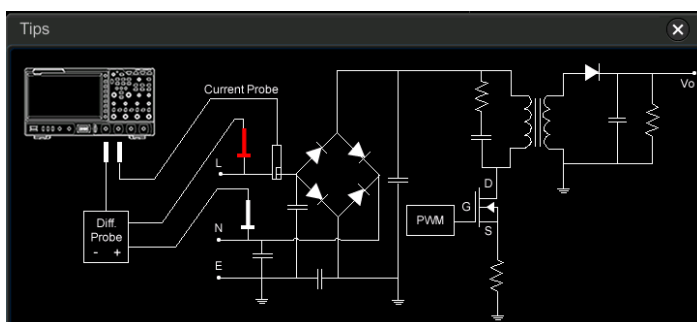 Tips
Current Probe
Vo
L
D
G
PWM
S
Diff.
Probe
- +
N
E